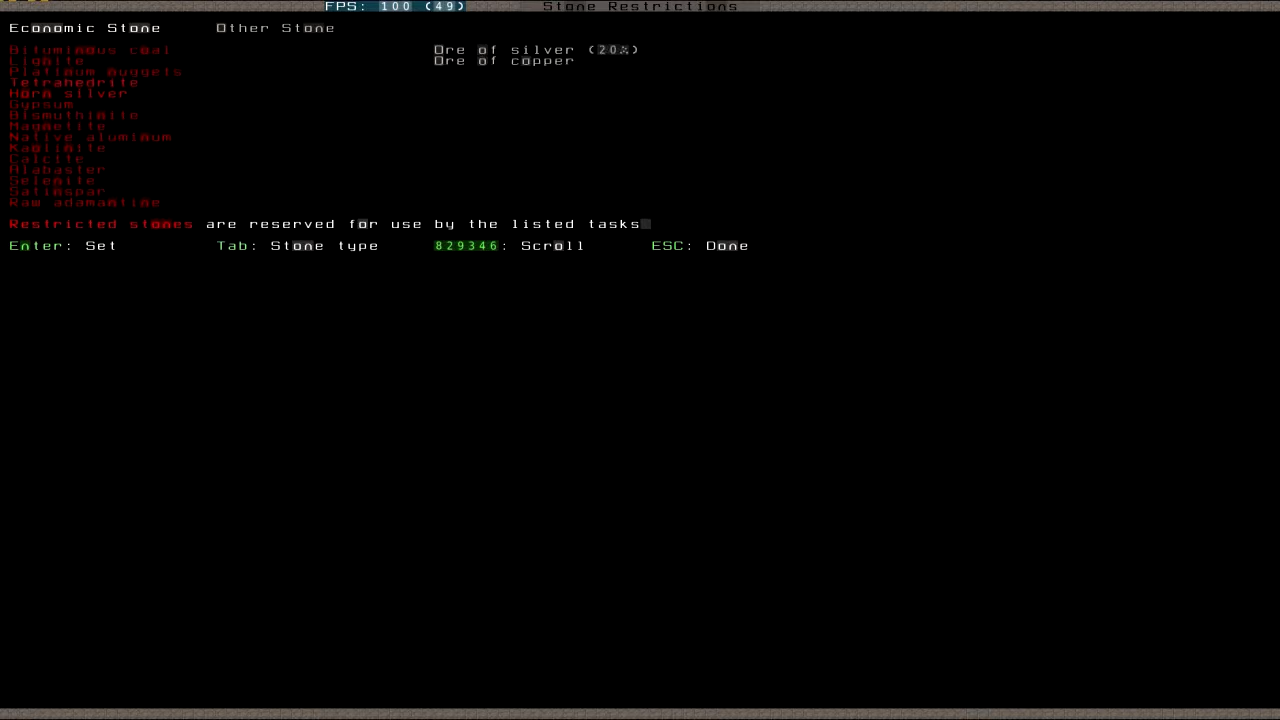 FPS: 100 (49) Stone Restrictions
Economic Stone Other Stone
Bituminous coal Ore of silver (20%)
Lignite Ore of copper
Platinum nuggets
Tetrahedrite
Horn silver
Gypsum
Bismuthinite
Magnetite
Native aluminum
Kaolinite
Calcite
Alabaster
Selenite
Satinspar
Raw adamantine
Restricted stones are reserved for use by the listed tasks
Enter: Set Tab: Stone type 829346: Scroll ESC: Done